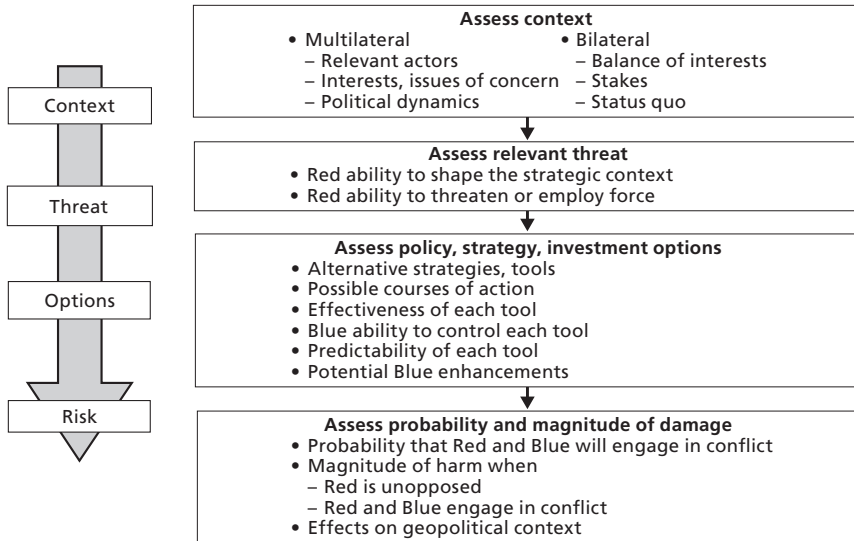 Context
Threat
Options
Risk
Assess context
• Multilateral
– Relevant actors
– Interests, issues of concern
– Political dynamics
• Bilateral
– Balance of interests
– Stakes
– Status quo
Assess relevant threat
• Red ability to shape the strategic context
• Red ability to threaten or employ force
Assess policy, strategy, investment options
• Alternative strategies, tools
• Possible courses of action
• Effectiveness of each tool
• Blue ability to control each tool
• Predictability of each tool
• Potential Blue enhancements
Assess probability and magnitude of damage
• Probability that Red and Blue will engage in conflict
• Magnitude of harm when
– Red is unopposed
– Red and Blue engage in conflict
• Effects on geopolitical context